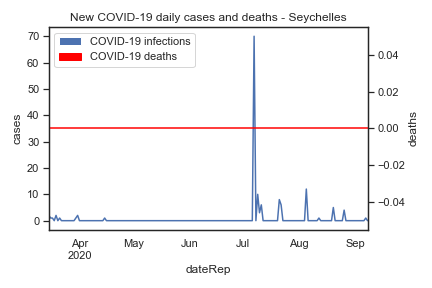 New COVID-19 daily cases and deaths - Seychelles
COVID-19 infections
COVID-19 deaths
70
60
50
40
30
20
10
0
cases
0.04
0.02
0.00
−0.02
−0.04
deaths
Apr
2020
May
Jun
Jul
Aug
Sep
dateRep